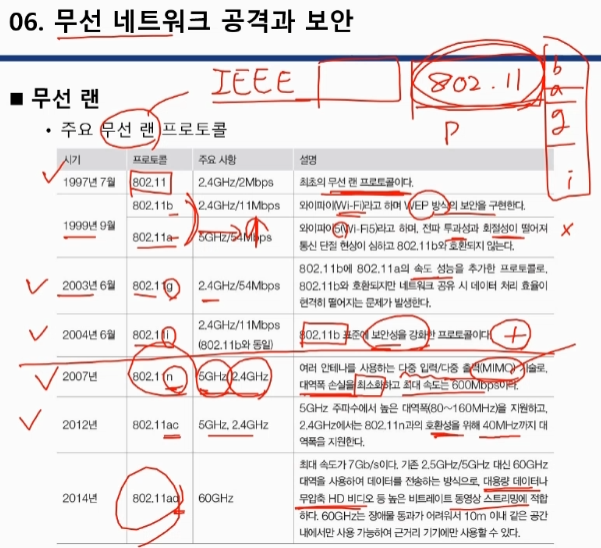 06. 무선 네트워크 공격과 보안
IEEE 802.11 b
a
g
i
P
■ 무선 랜
• 주요 무선 랜 프로토콜
시기 프로토콜 주요 사항 설명
1997년 7월 802.11 2.4GHz/2Mbps 최초의 무선 랜 프로토콜이다.
1999년 9월 802.11b 2.4GHz/11Mbps 와이파이(Wi-Fi)라고 하며 WEP 방식의 보안을 구현한다.
802.11a 5GHz/54Mbps 와이파이5(Wi-Fi5)라고 하며, 전파 투과성과 회절성이 떨어져
통신 단절 현상이 심하고 802.11b와 호환되지 않는다. x
2003년 6월 802.11g 2.4GHz/54Mbps 802.11b에 802.11a의 속도 성능을 추가한 프로토콜로,
802.11b와 호환되지만 네트워크 공유 시 데이터 처리 효율이
현격히 떨어지는 문제가 발생한다.
2004년 6월 802.11i 2.4GHz/11Mbps
(802.11b와 동일) 802.11b 표준에 보안성을 강화한 프로토콜이다. +
2007년 802.11n 5GHz, 2.4GHz 여러 안테나를 사용하는 다중 입력/다중 출력(MIMO) 기술로,
대역폭 손실을 최소화하고 최대 속도는 600Mbps이다.
2012년 802.11ac 5GHz, 2.4GHz 5GHz 주파수에서 높은 대역폭(80~160MHz)을 지원하고,
2.4GHz에서는 802.11n과의 호환성을 위해 40MHz까지 대
역폭을 지원한다.
2014년 802.11ad 60GHz 최대 속도가 7Gb/s이다. 기존 2.5GHz/5GHz 대신 60GHz
대역을 사용하여 데이터를 전송하는 방식으로, 대용량 데이터나
무압축 HD 비디오 등 높은 비트레이트 동영상 스트리밍에 적합
하다. 60GHz는 장애물 통과가 어려워서 10m 이내 같은 공간
내에서만 사용 가능하여 근거리 기기에만 사용할 수 있다.